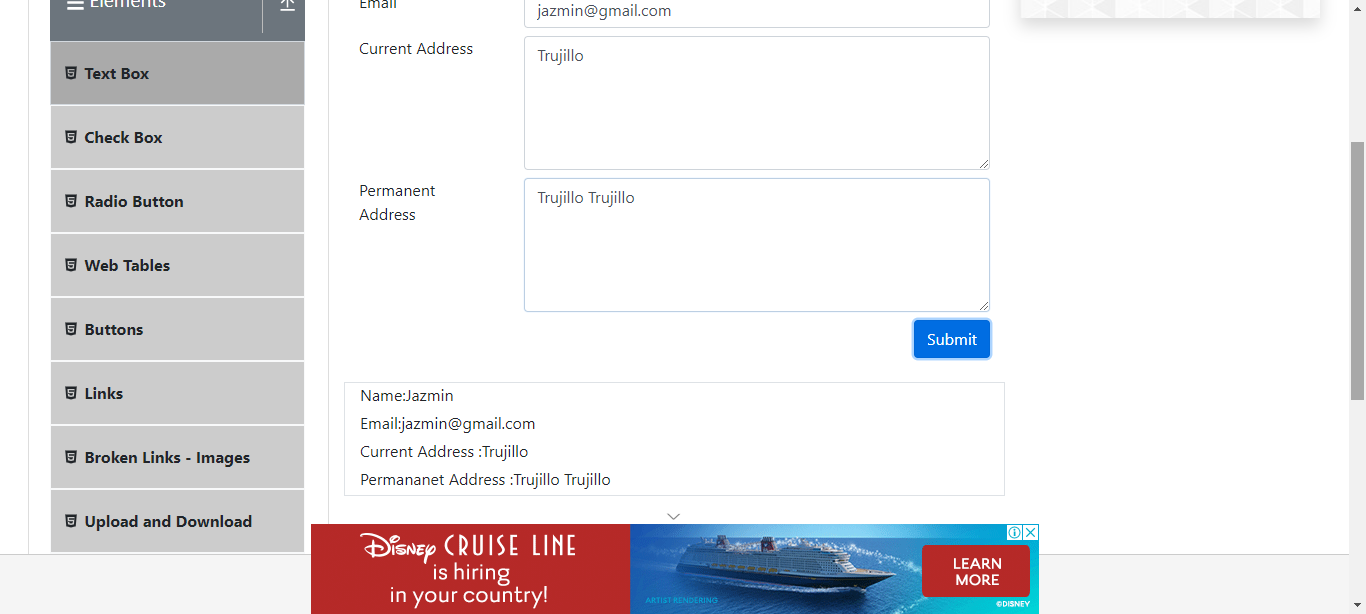 Elements
Text Box
Check Box
Radio Button
Web Tables
Buttons
Links
Broken Links - Images
Upload and Download
Email
jazmin@gmail.com
Current Address
Trujillo
Permanent
Address
Trujillo Trujillo
Submit
Name:Jazmin
Email:jazmin@gmail.com
Current Address :Trujillo
Permananet Address :Trujillo Trujillo
Disney CRUISE LINE
is hiring
in your country!
ARTIST RENDERING
LEARN
MORE
©DISNEY